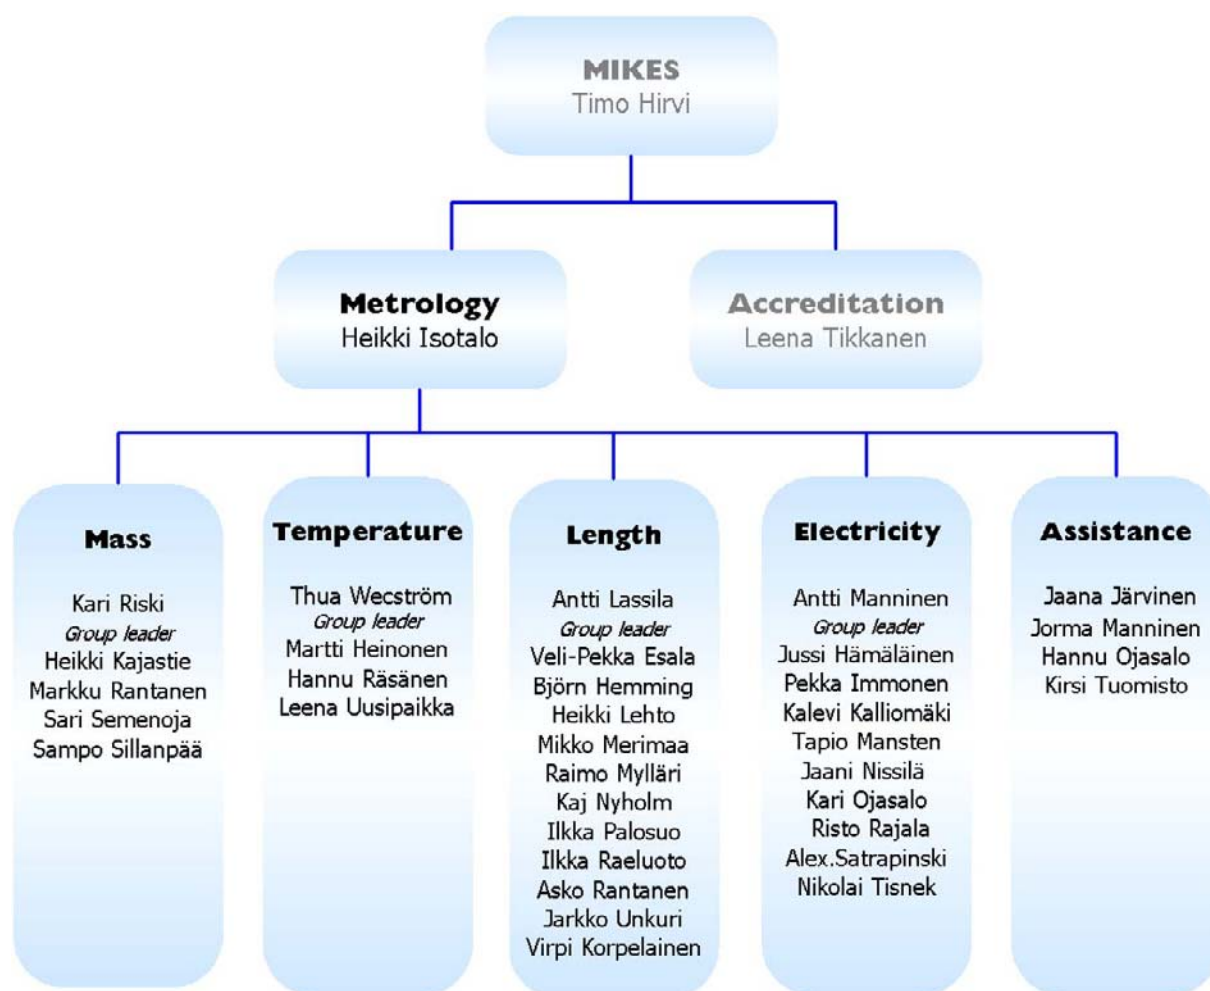 MIKES
Timo Hirvi
Metrology
Heikki Isotalo
Accreditation
Leena Tikkanen
Mass
Kari Riski
Group leader
Heikki Kajastie
Markku Rantanen
Sari Semenoja
Sampo Sillanpää
Temperature
Thua Wecström
Group leader
Martti Heinonen
Hannu Räsänen
Leena Uusipaikka
Length
Antti Lassila
Group leader
Veli-Pekka Esala
Björn Hemming
Heikki Lehto
Mikko Merimaa
Raimo Mylläri
Kaj Nyholm
Ilkka Palosuo
Ilkka Raeluoto
Asko Rantanen
Jarkko Unkuri
Virpi Korpelainen
Electricity
Antti Manninen
Group leader
Jussi Hämäläinen
Pekka Immonen
Kalevi Kalliomäki
Tapio Mansten
Jaani Nissilä
Kari Ojasalo
Risto Rajala
Alex.Satrapinski
Nikolai Tisnek
Assistance
Jaana Järvinen
Jorma Manninen
Hannu Ojasalo
Kirsi Tuomisto